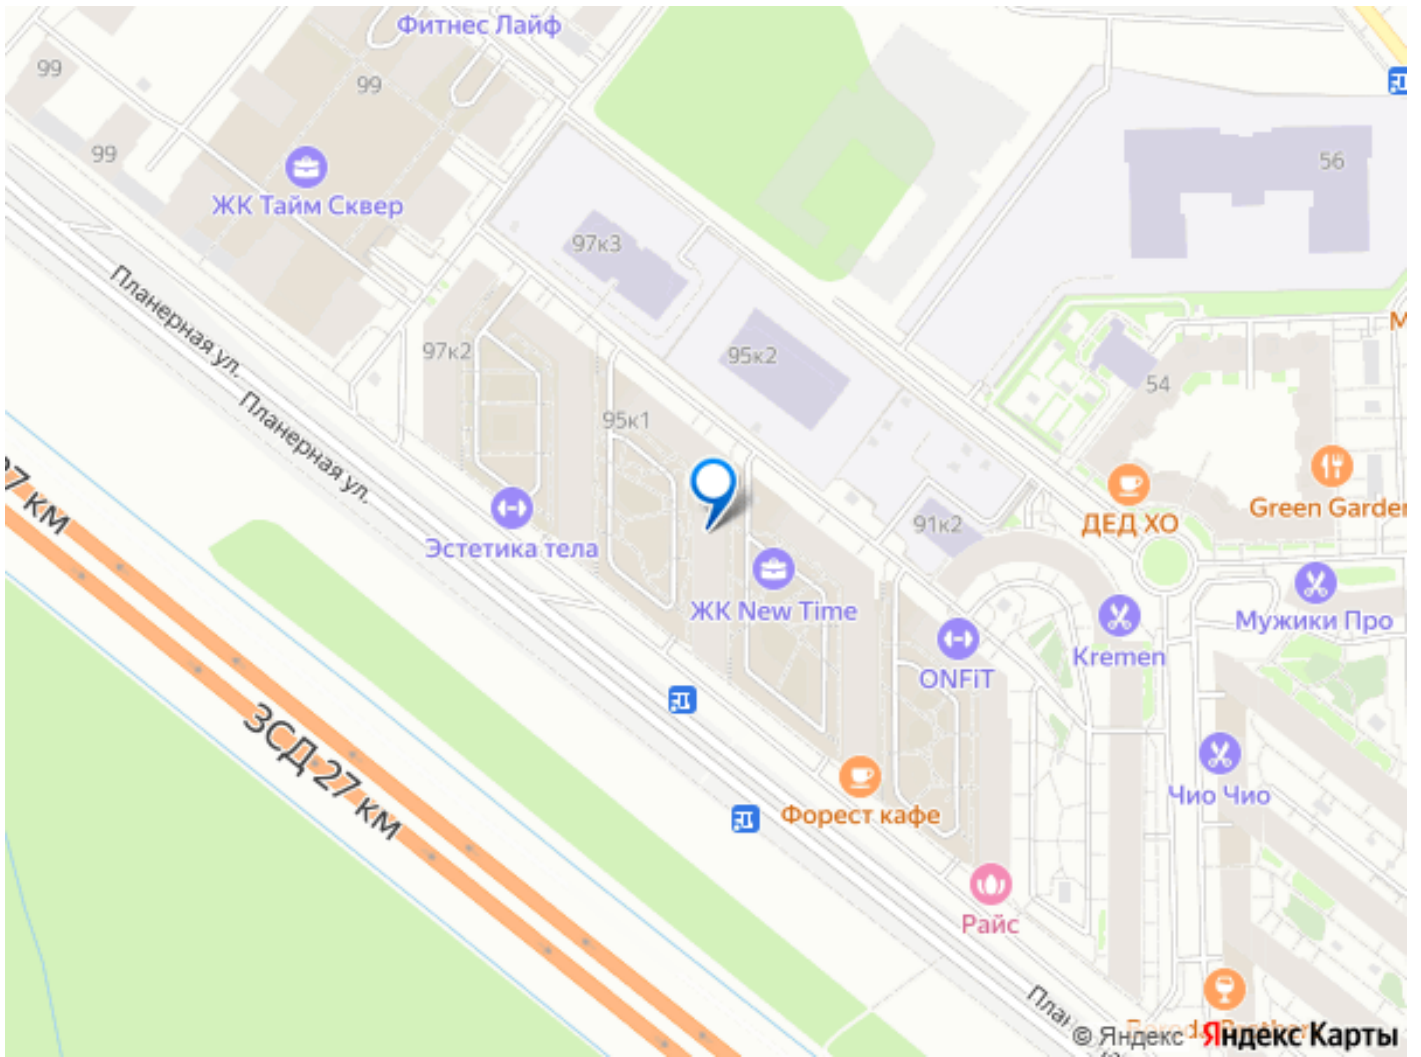 Фитнес Лайф
99
99
99
ЖК Тайм Сквер
56
97к3
Планерная ул.
97к2
95к2
54
Планерная ул.
95к1
Green Garden
ДЕД ХО
91к2
Эстетика тела
27 КМ
ЖК New Time
Мужики Про
Kremen
ONFiT
ЗСД 27 КМ
Чио Чио
Форест кафе
Райс
© Яндекс Яндекс Карты